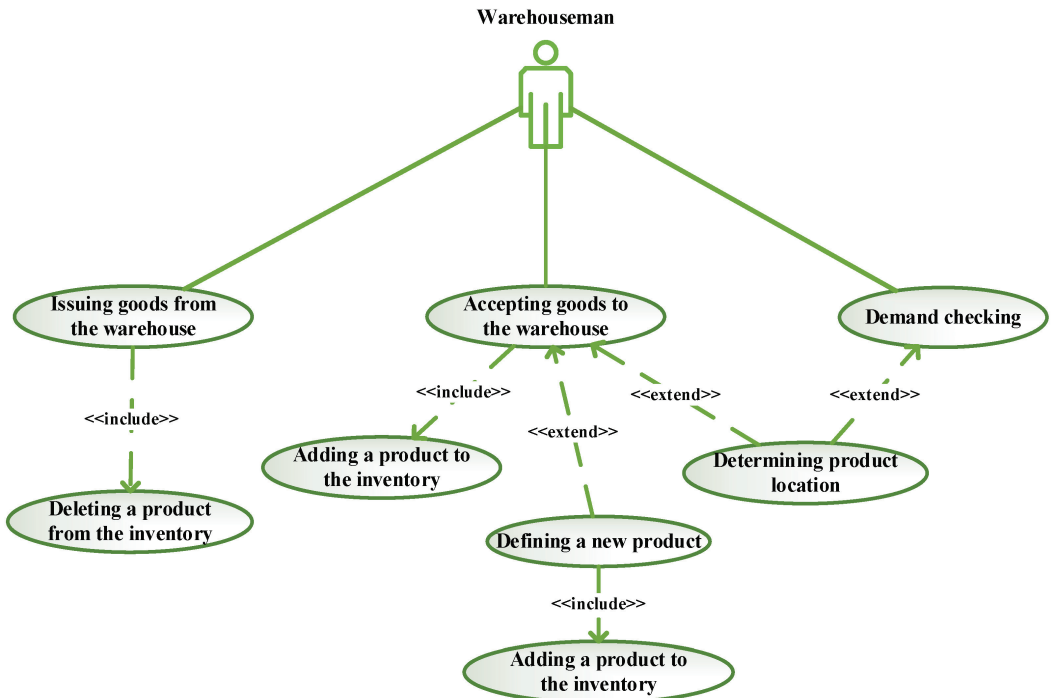 Warehouseman
Issuing goods from
the warehouse
Accepting goods to
the warehouse
Demand checking
<<include>>
<<include>>
<<extend>>
<<extend>>
<<extend>>
Adding a product to
the inventory
Determining product
location
Deleting a product
from the inventory
Defining a new product
<<include>>
Adding a product to
the inventory